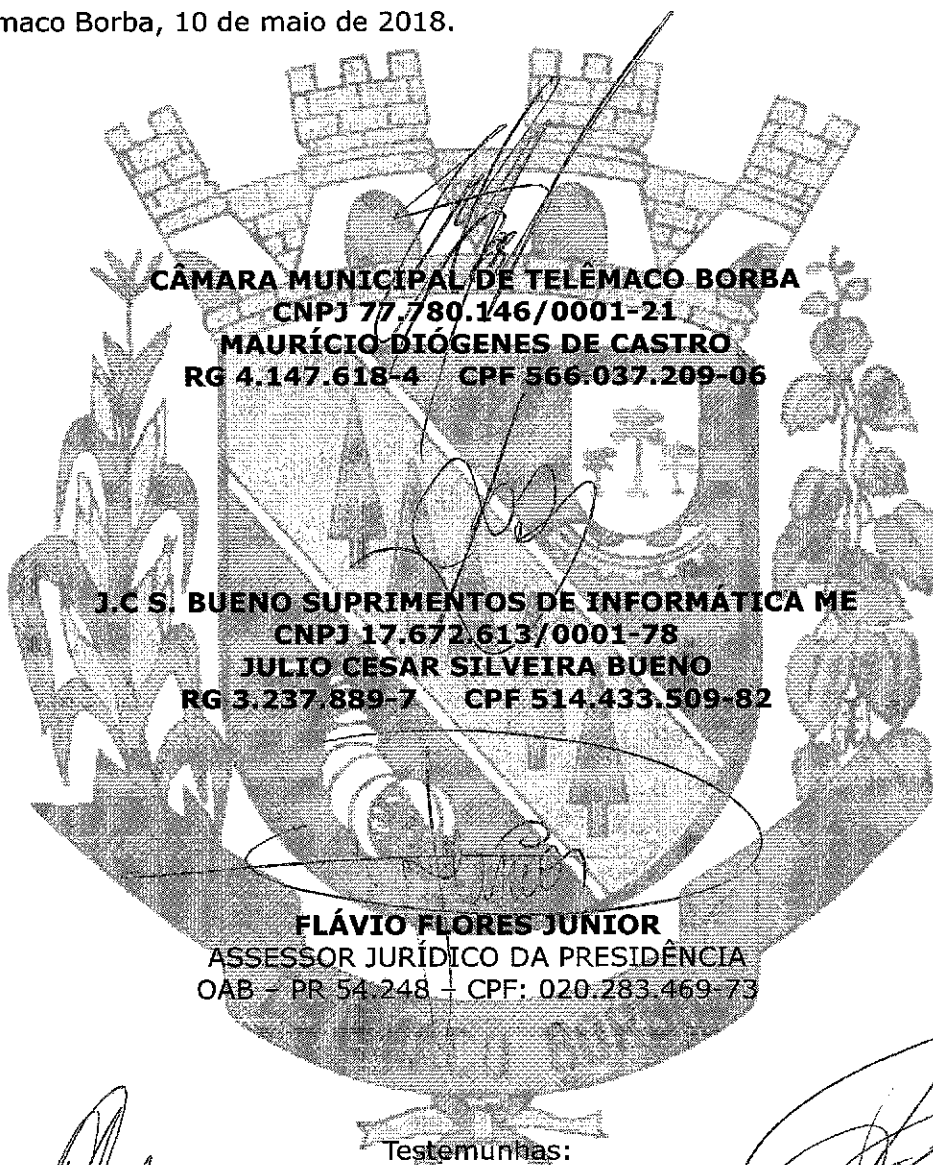 maco Borba, 10 de maio de 2018.
CÂMARA MUNICIPAL DE TELÊMACO BORBA
CNPJ 77.780.146/0001-21
MAURÍCIO DIÓGENES DE CASTRO
RG 4.147.618-4 CPF 566.037.209-06
J.C S. BUENO SUPRIMENTOS DE INFORMÁTICA ME
CNPJ 17.672.613/0001-78
JULIO CESAR SILVEIRA BUENO
RG 3.237.889-7 CPF 514.433.509-82
FLÁVIO FLORES JUNIOR
ASSESSOR JURÍDICO DA PRESIDÊNCIA
OAB – PR 54.248 – CPF: 020.283.469-73
Testemunhas: